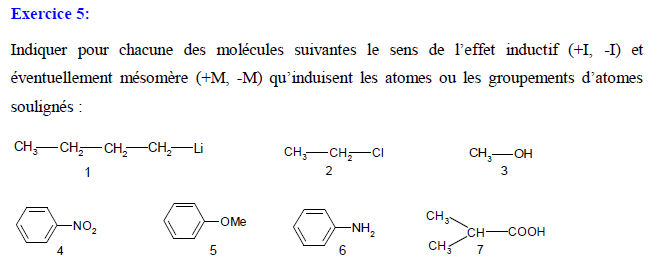 Exercice 5:
Indiquer pour chacune des molécules suivantes le sens de l'effet inductif (+I, -I) et
éventuellement mésomère (+M, -M) qu'induisent les atomes ou les groupements d'atomes
soulignés :
CH₃—CH₂—CH₂—CH₂—Li
1
CH₃—CH₂—Cl
2
CH₃—OH
3
NO₂
4
OMe
5
NH₂
6
CH₃
CH—COOH
CH₃
7